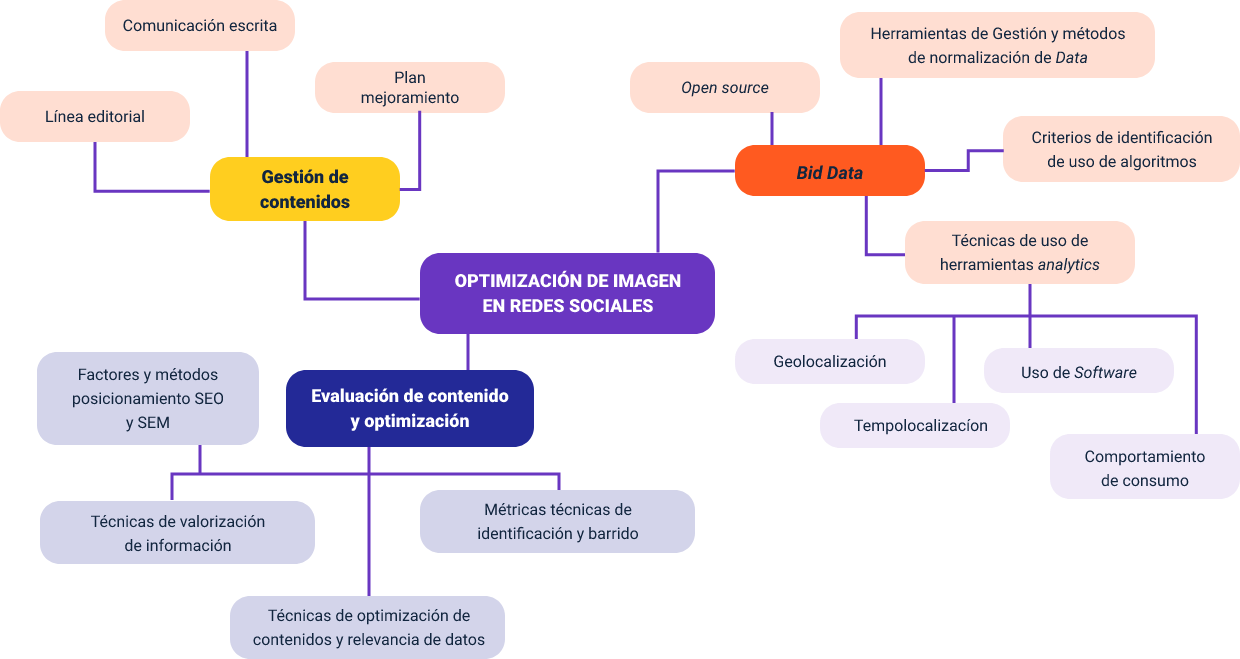 Comunicación escrita
Plan
mejoramiento
Línea editorial
Gestión de
contenidos
Herramientas de Gestión y métodos
de normalización de Data
Open source
Criterios de identificación
de uso de algoritmos
Bid Data
Técnicas de uso de
herramientas analytics
OPTIMIZACIÓN DE IMAGEN
EN REDES SOCIALES
Geolocalización
Uso de Software
Tempolocalizacíon
Comportamiento
de consumo
Factores y métodos
posicionamiento SEO
y SEM
Evaluación de contenido
y optimización
Técnicas de valorización
de información
Métricas técnicas de
identificación y barrido
Técnicas de optimización de
contenidos y relevancia de datos